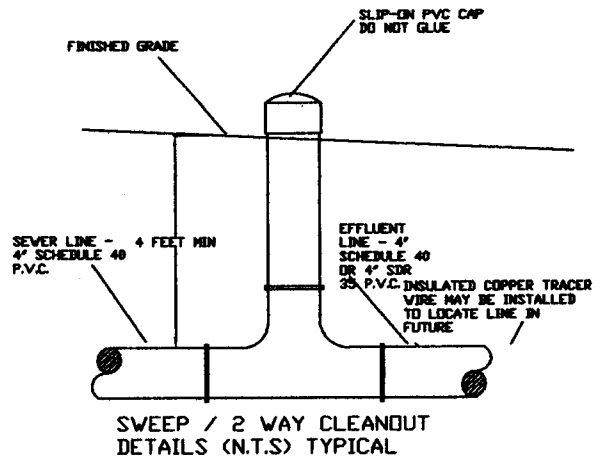 SLIP-ON PVC CAP
DO NOT GLUE
FINISHED GRADE
SEWER LINE -
4" SCHEDULE 40
P.V.C.
4 FEET MIN
EFFLUENT
LINE - 4"
SCHEDULE 40
OR 4" SDR
35 P.V.C.
INSULATED COPPER TRACER
WIRE MAY BE INSTALLED
TO LOCATE LINE IN
FUTURE
SWEEP / 2 WAY CLEANOUT
DETAILS (N.T.S) TYPICAL